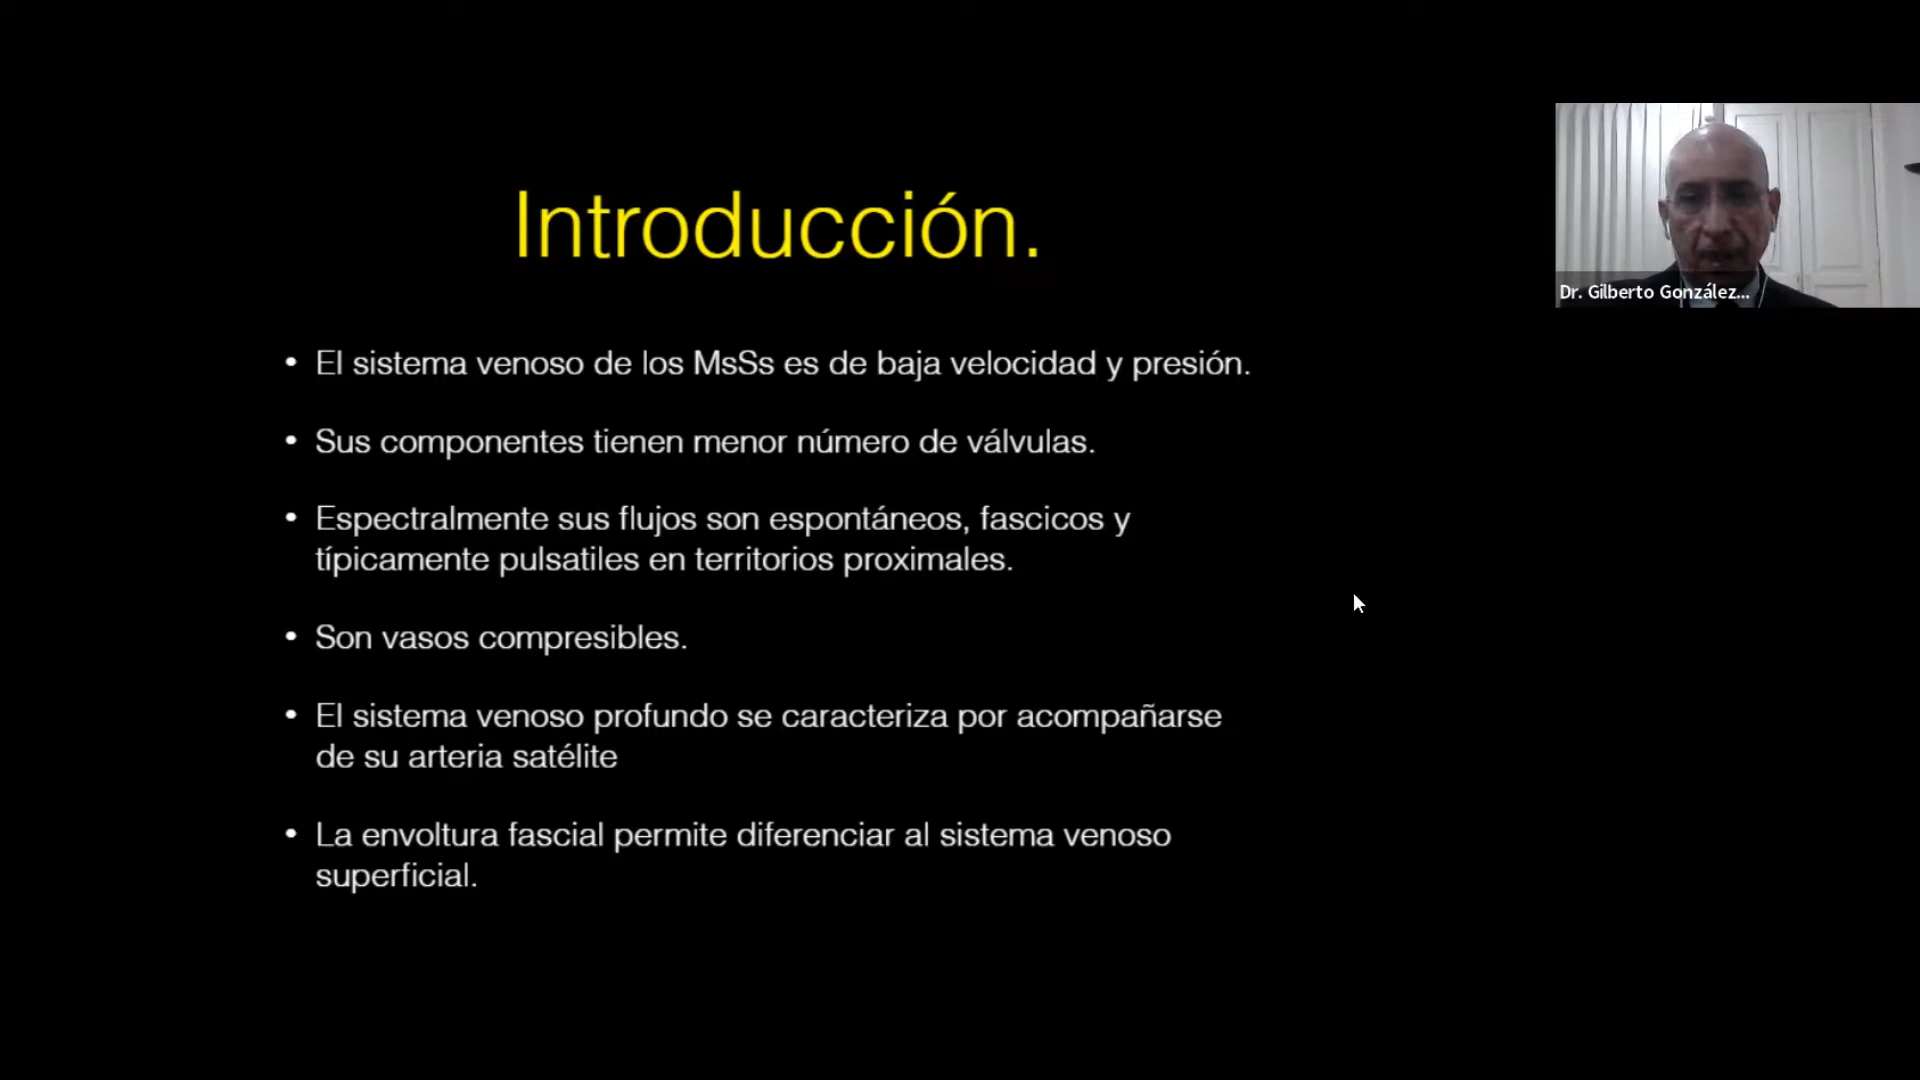 Introducción.
Dr. Gilberto González...
• El sistema venoso de los MsSs es de baja velocidad y presión.
• Sus componentes tienen menor número de válvulas.
• Espectralmente sus flujos son espontáneos, fascicos y
típicamente pulsatiles en territorios proximales.
• Son vasos compresibles.
• El sistema venoso profundo se caracteriza por acompañarse
de su arteria satélite
• La envoltura fascial permite diferenciar al sistema venoso
superficial.